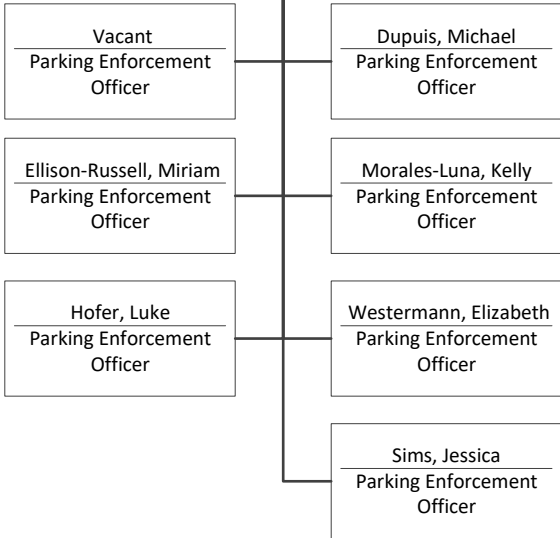 Vacant
Parking Enforcement
Officer
Dupuis, Michael
Parking Enforcement
Officer
Ellison-Russell, Miriam
Parking Enforcement
Officer
Morales-Luna, Kelly
Parking Enforcement
Officer
Hofer, Luke
Parking Enforcement
Officer
Westermann, Elizabeth
Parking Enforcement
Officer
Sims, Jessica
Parking Enforcement
Officer